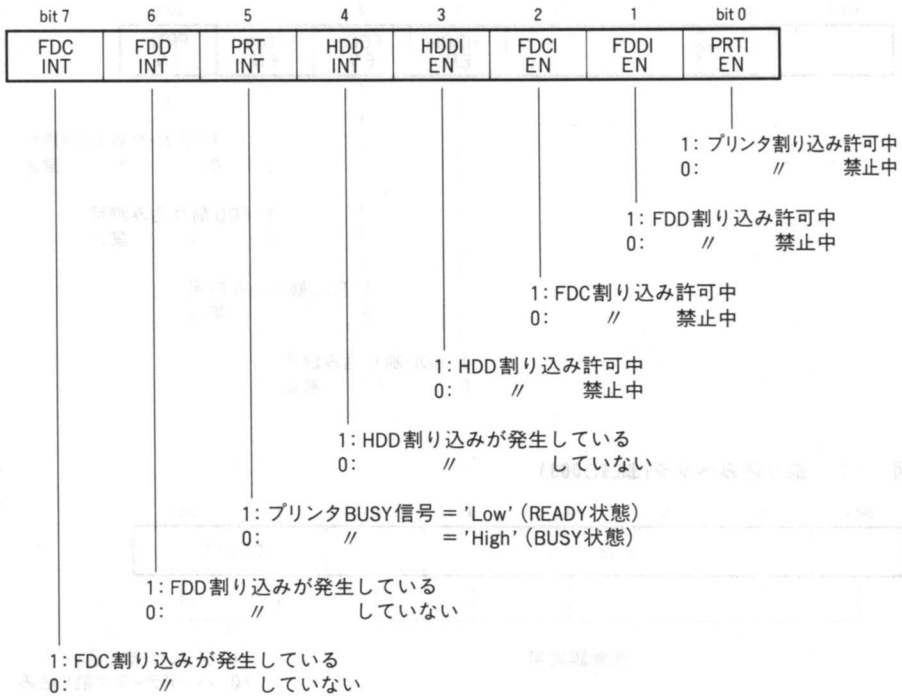 bit 7 6 5 4 3 2 1 bit 0
FDC INT FDD INT PRT INT HDD INT HDDI EN FDCI EN FDDI EN PRTI EN
1: プリンタ割り込み許可中
0: 〃 禁止中
1: FDD割り込み許可中
0: 〃 禁止中
1: FDC割り込み許可中
0: 〃 禁止中
1: HDD割り込み許可中
0: 〃 禁止中
1: HDD割り込みが発生している
0: 〃 していない
1: プリンタBUSY信号 = 'Low' (READY状態)
0: 〃 = 'High' (BUSY状態)
1: FDD割り込みが発生している
0: 〃 していない
1: FDC割り込みが発生している
0: 〃 していない